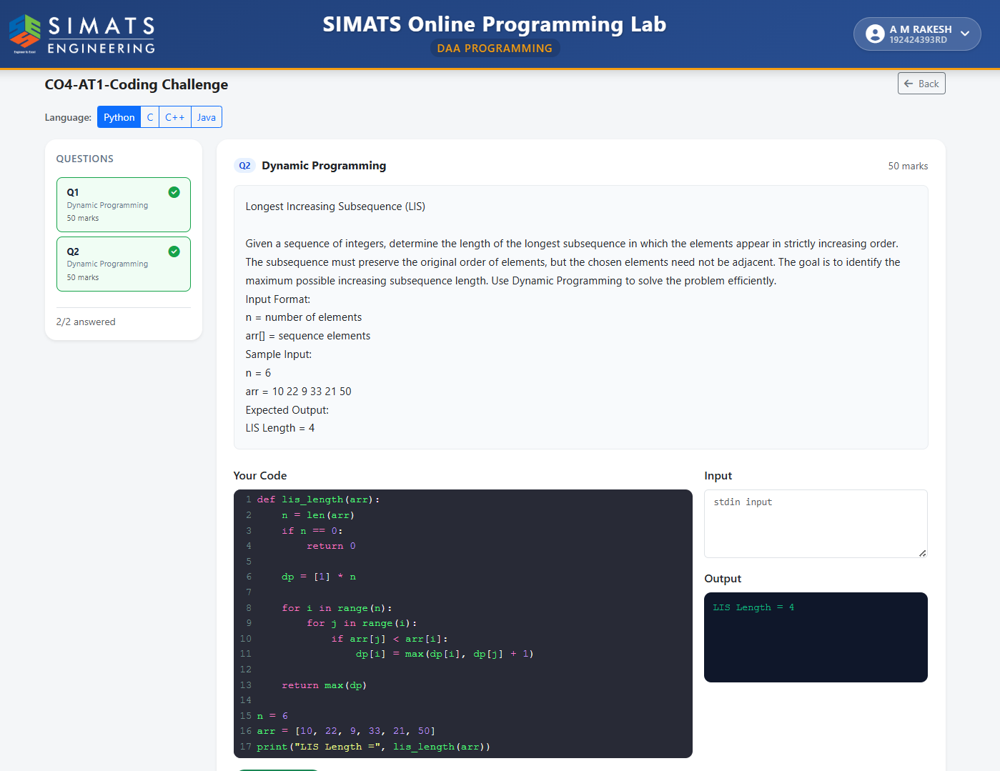 SIMATS
ENGINEERING
Engineer to Excel
SIMATS Online Programming Lab
DAA PROGRAMMING
A M RAKESH
192424393RD
CO4-AT1-Coding Challenge
Back
Language:
Python
C
C++
Java
QUESTIONS
Q1
Dynamic Programming
50 marks
Q2
Dynamic Programming
50 marks
2/2 answered
Q2 Dynamic Programming
50 marks
Longest Increasing Subsequence (LIS)
Given a sequence of integers, determine the length of the longest subsequence in which the elements appear in strictly increasing order.
The subsequence must preserve the original order of elements, but the chosen elements need not be adjacent. The goal is to identify the
maximum possible increasing subsequence length. Use Dynamic Programming to solve the problem efficiently.
Input Format:
n = number of elements
arr[] = sequence elements
Sample Input:
n = 6
arr = 10 22 9 33 21 50
Expected Output:
LIS Length = 4
Your Code
1 def lis_length(arr):
2     n = len(arr)
3     if n == 0:
4         return 0
5
6     dp = [1] * n
7
8     for i in range(n):
9         for j in range(i):
10             if arr[j] < arr[i]:
11                 dp[i] = max(dp[i], dp[j] + 1)
12
13     return max(dp)
14
15 n = 6
16 arr = [10, 22, 9, 33, 21, 50]
17 print("LIS Length =", lis_length(arr))
Input
stdin input
Output
LIS Length = 4